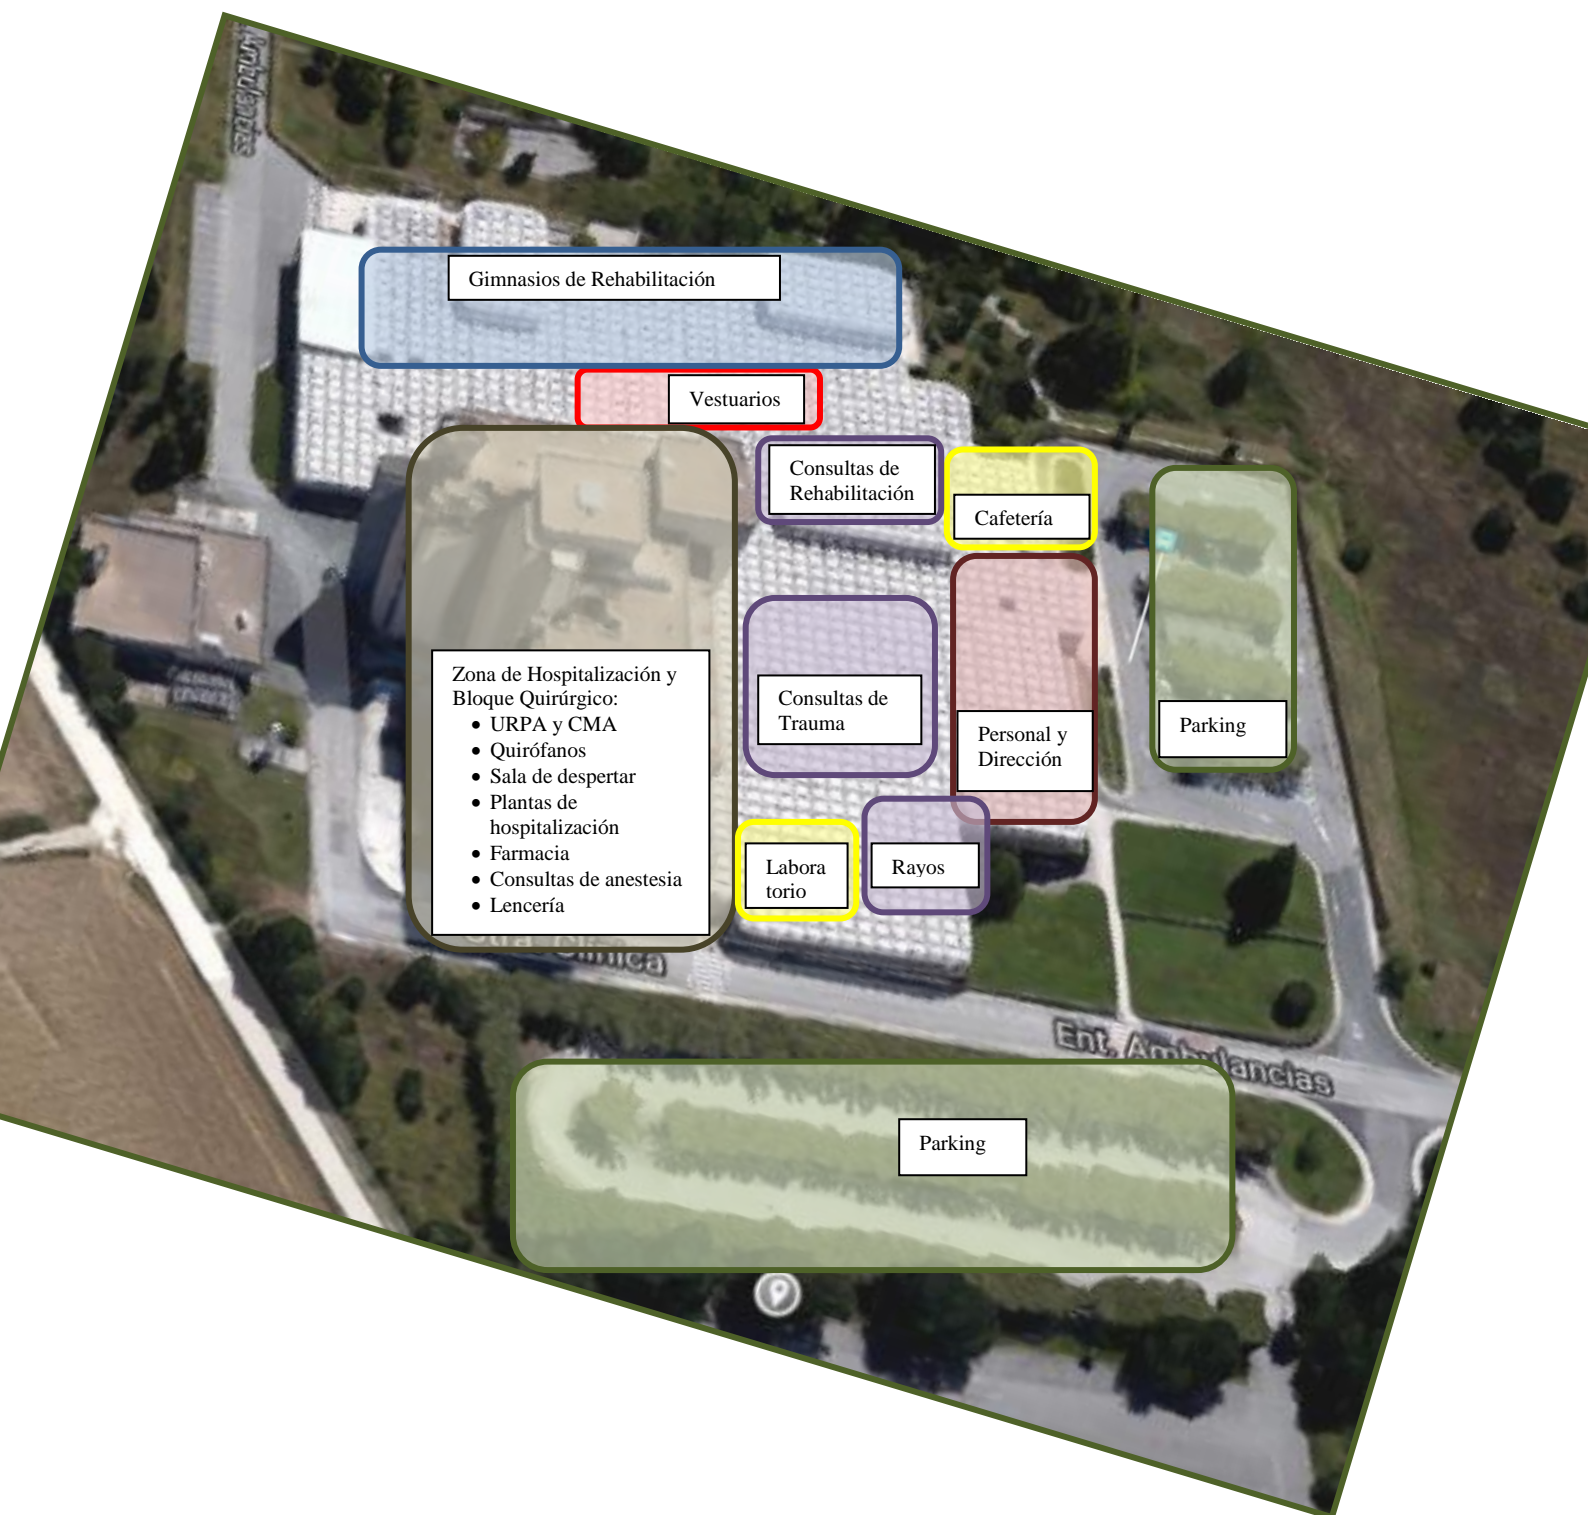 Ambulancies
Gimnasios de Rehabilitación
Vestuarios
Consultas de
Rehabilitación
Cafetería
Zona de Hospitalización y
Bloque Quirúrgico:
• URPA y CMA
• Quirófanos
• Sala de despertar
• Plantas de
hospitalización
• Farmacia
• Consultas de anestesia
• Lencería
Consultas de
Trauma
Personal y
Dirección
Parking
Labora
torio
Rayos
Clínica
Ent. Ambulancias
Parking